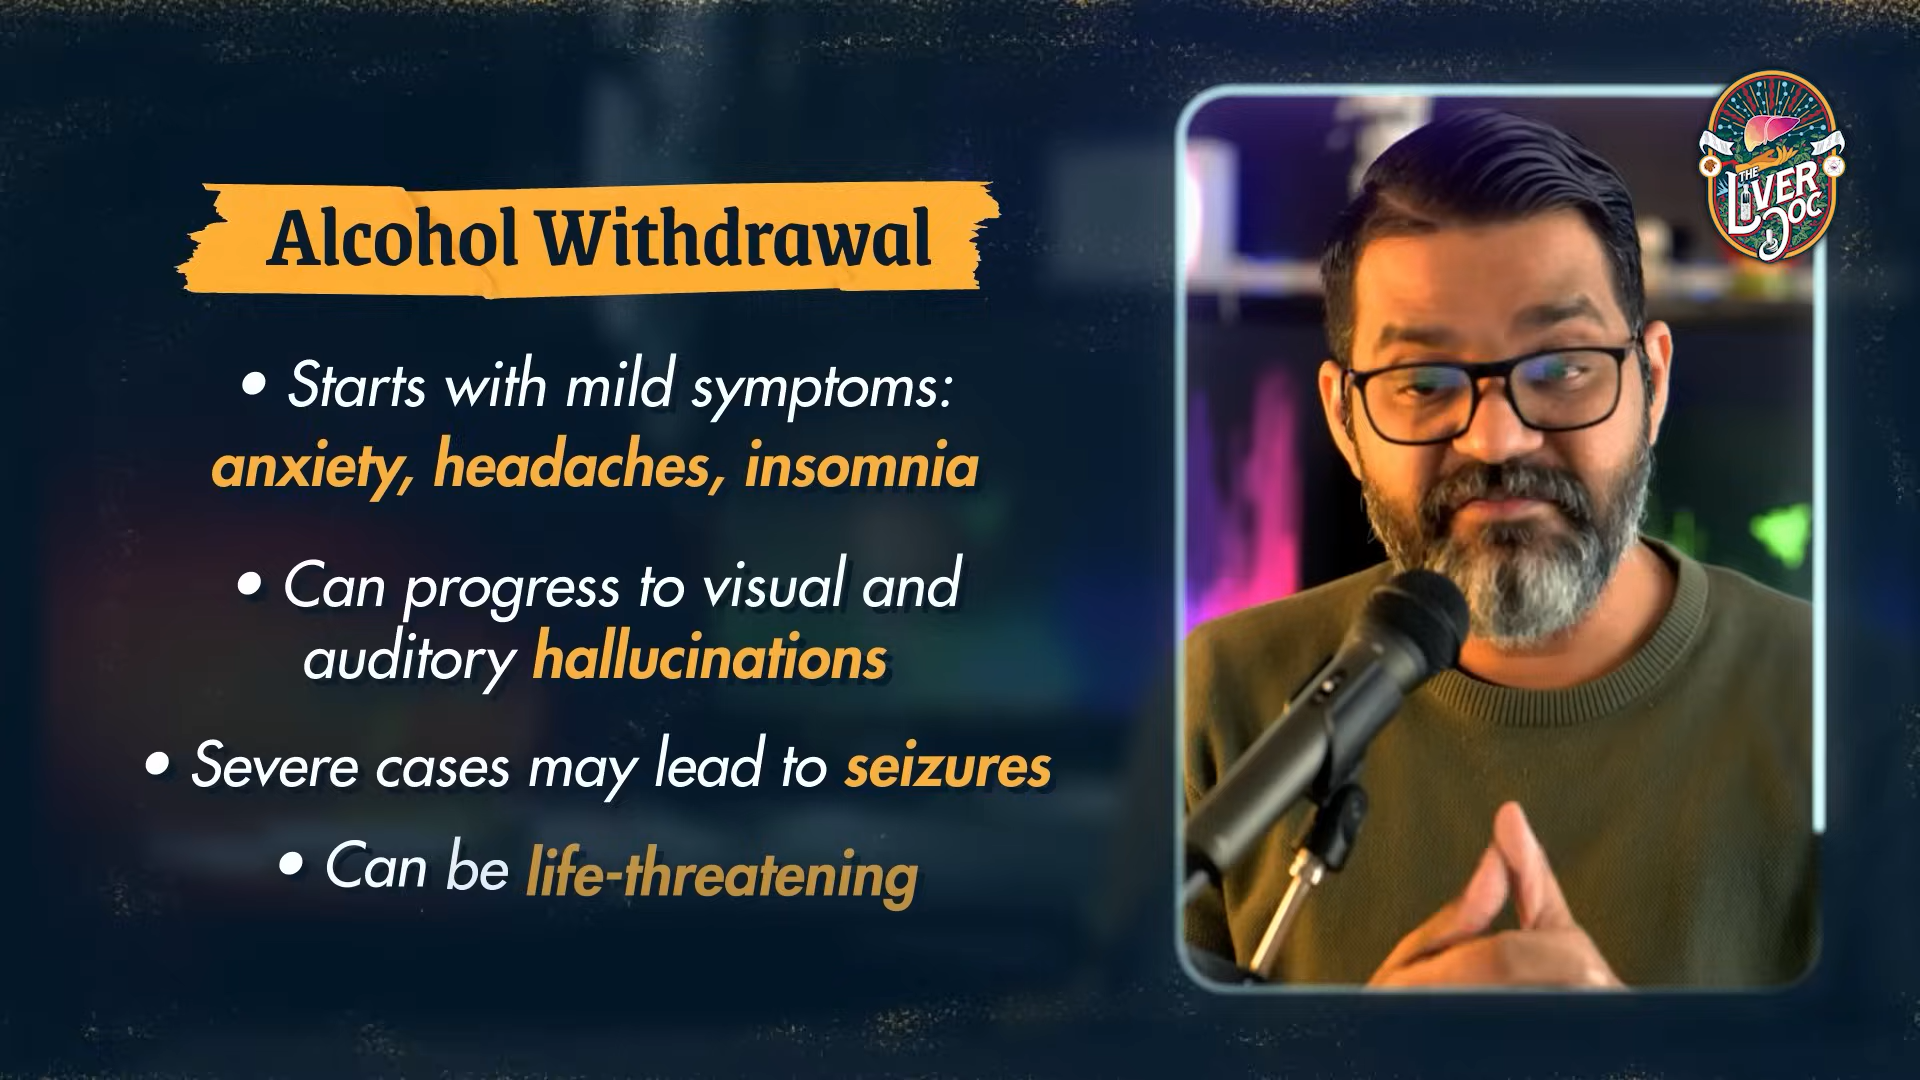 Alcohol Withdrawal
• Starts with mild symptoms:
anxiety, headaches, insomnia
• Can progress to visual and
auditory hallucinations
• Severe cases may lead to seizures
• Can be life-threatening
THE
LIVER
DOC